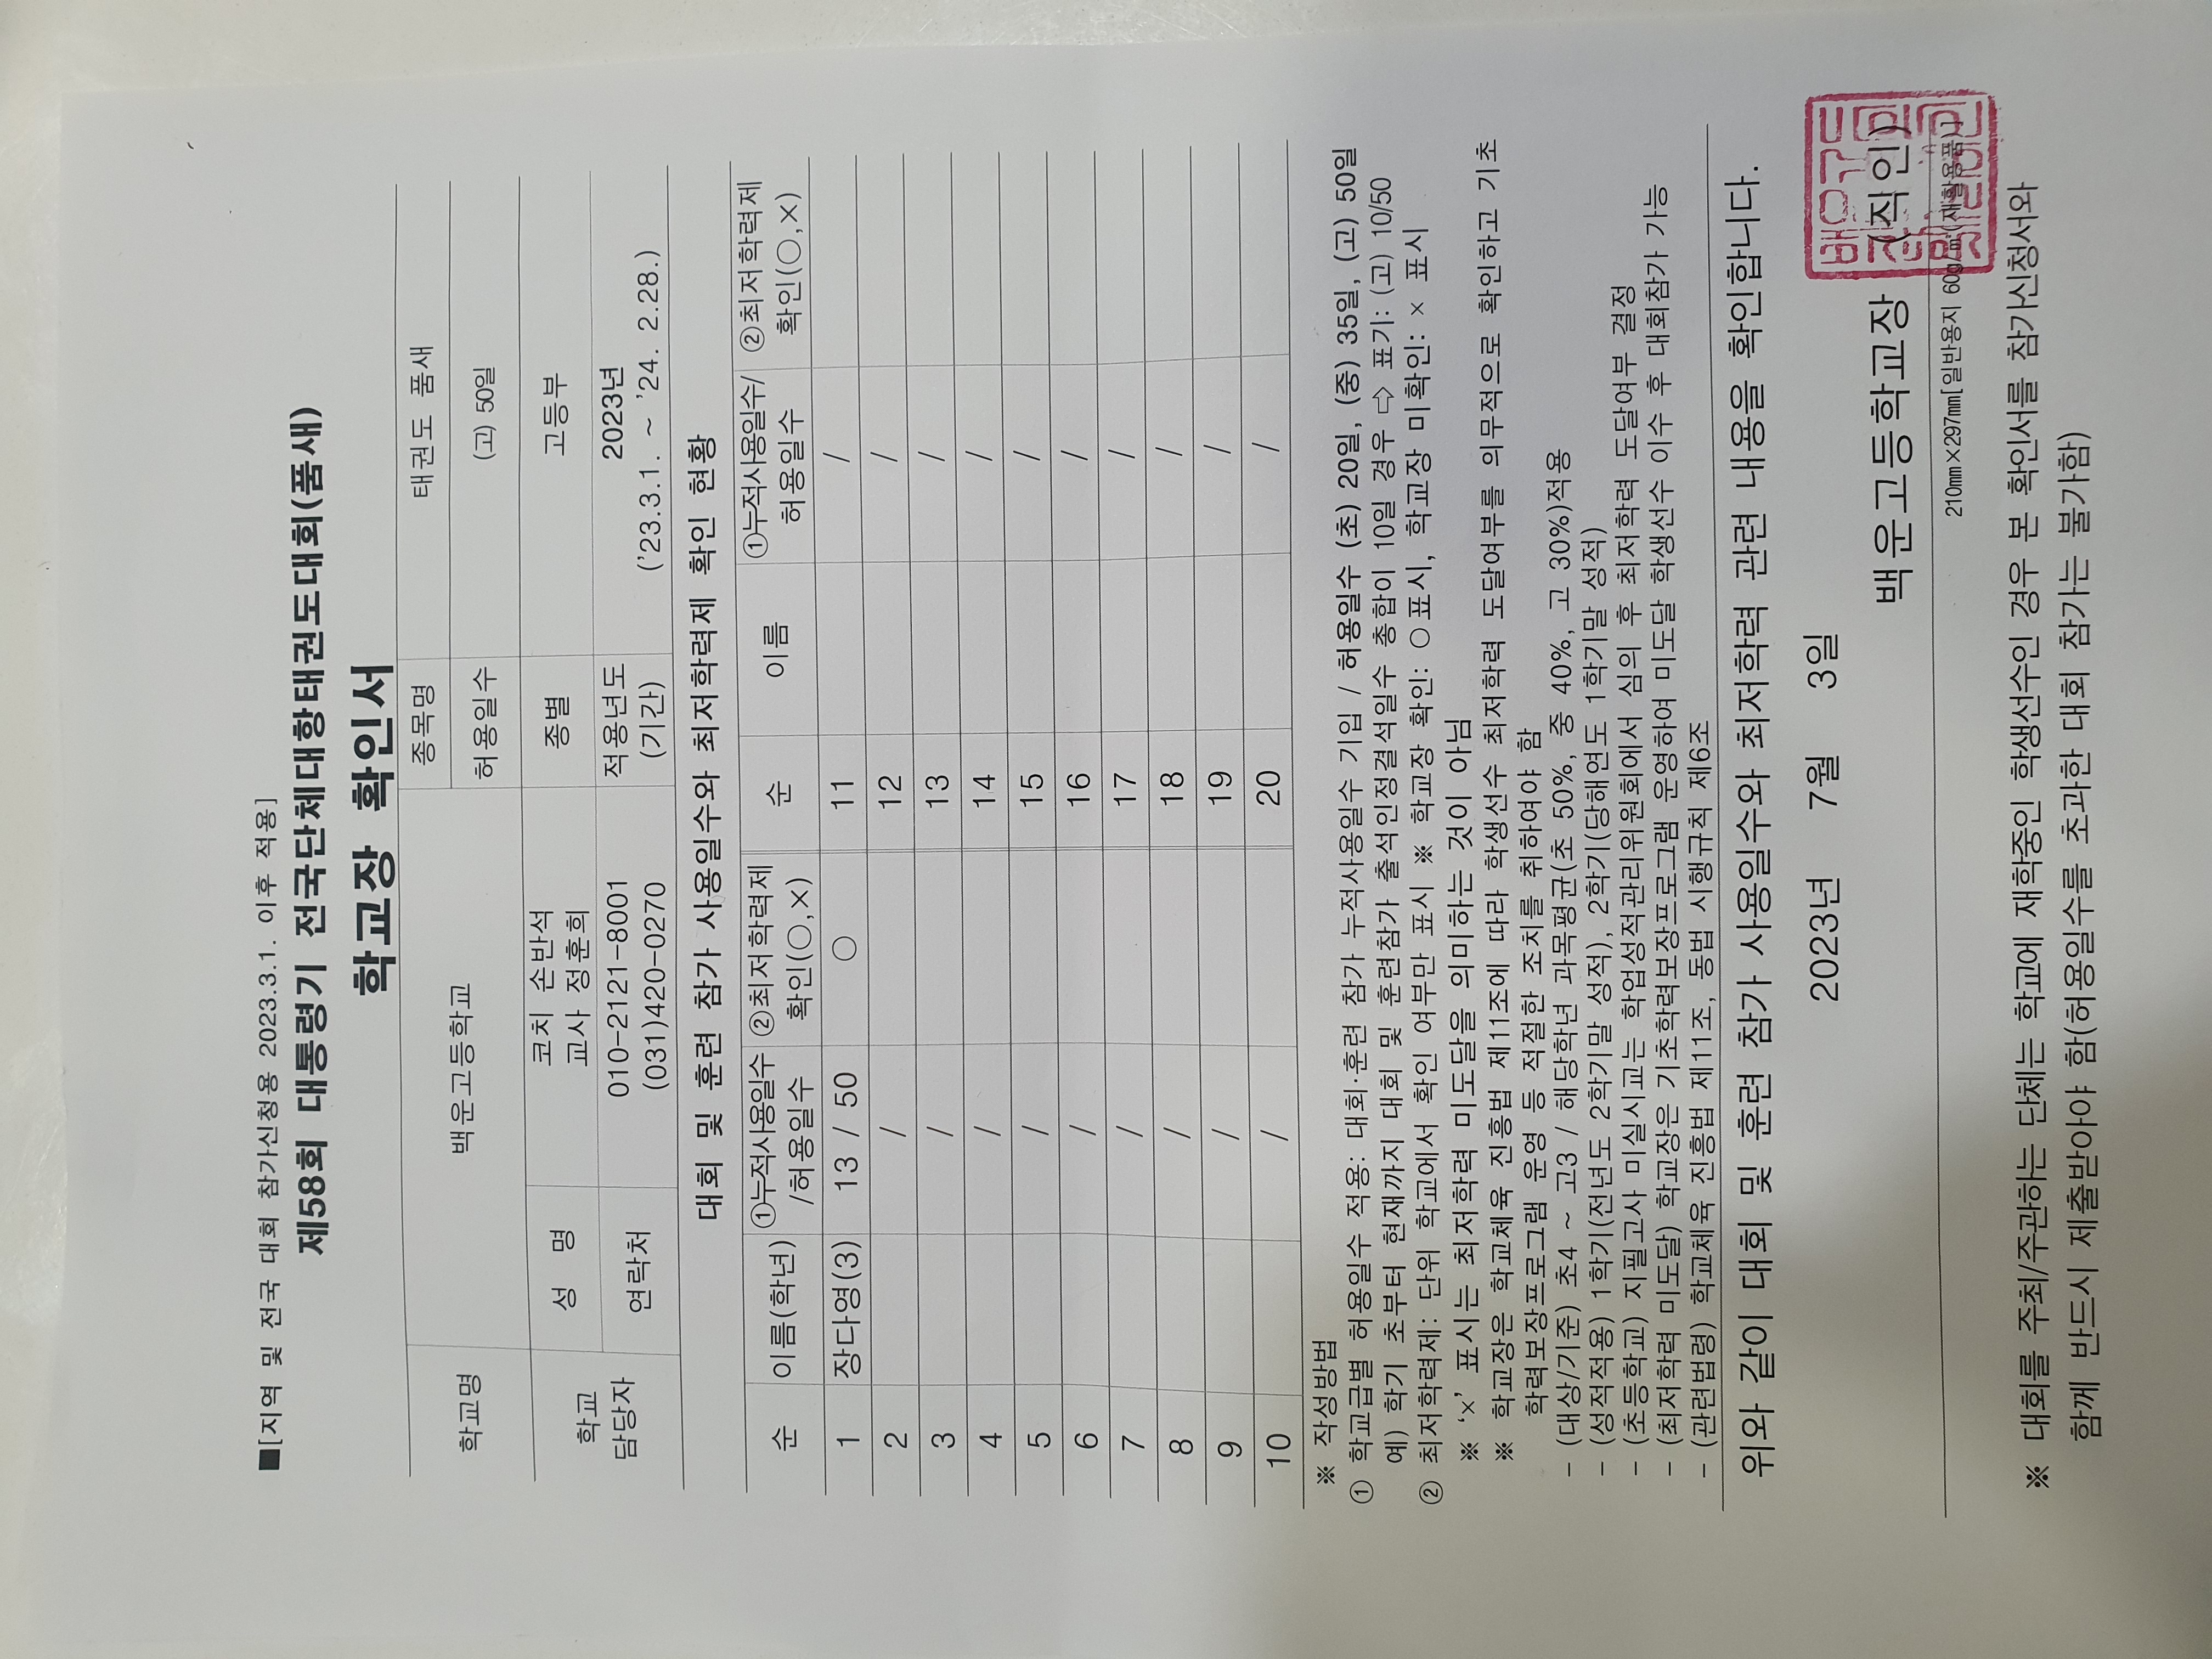 ■[지역 및 전국 대회 참가신청용 2023.3.1. 이후 적용]
제58회 대통령기 전국단체대항태권도대회(품새)
학교장 확인서
학교명 백운고등학교 종목명 태권도 품새
허용일수 (고) 50일
학교 담당자 성 명 코치 손반석 교사 정훈희 종별 고등부
연락처 010-2121-8001 (031)420-0270 적용년도 (기간) 2023년 ('23.3.1. ~ '24. 2.28.)
대회 및 훈련 참가 사용일수와 최저학력제 확인 현황
순 이름(학년) ①누적사용일수 /허용일수 ②최저학력제 확인(○,×) 순 이름 ①누적사용일수/ 허용일수 ②최저학력제 확인(○,×)
1 장다영(3) 13 / 50 ○ 11 /
2 / 12 /
3 / 13 /
4 / 14 /
5 / 15 /
6 / 16 /
7 / 17 /
8 / 18 /
9 / 19 /
10 / 20 /
※ 작성방법
① 학교급별 허용일수 적용: 대회·훈련 참가 누적사용일수 기입 / 허용일수 (초) 20일, (중) 35일, (고) 50일
예) 학기 초부터 현재까지 대회 및 훈련참가 출석인정결석일수 총합이 10일 경우 ⇨ 표기: (고) 10/50
② 최저학력제: 단위 학교에서 확인 여부만 표시 ※ 학교장 확인: ○표시, 학교장 미확인: × 표시
※ '×' 표시는 최저학력 미도달을 의미하는 것이 아님
※ 학교장은 학교체육 진흥법 제11조에 따라 학생선수 최저학력 도달여부를 의무적으로 확인하고 기초
학력보장프로그램 운영 등 적절한 조치를 취하여야 함
- (대상/기준) 초4 ~ 고3 / 해당학년 과목평균(초 50%, 중 40%, 고 30%)적용
- (성적적용) 1학기(전년도 2학기말 성적), 2학기(당해연도 1학기말 성적)
- (초등학교) 지필고사 미실시교는 학업성적관리위원회에서 심의 후 최저학력 도달여부 결정
- (최저학력 미도달) 학교장은 기초학력보장프로그램 운영하여 미도달 학생선수 이수 후 대회참가 가능
- (관련법령) 학교체육 진흥법 제11조, 동법 시행규칙 제6조
위와 같이 대회 및 훈련 참가 사용일수와 최저학력 관련 내용을 확인합니다.
2023년 7월 3일
백운고등학교장 (직인)
210㎜×297㎜[일반용지 60g/㎡(재활용품)]
※ 대회를 주최/주관하는 단체는 학교에 재학중인 학생선수인 경우 본 확인서를 참가신청서와
함께 반드시 제출받아야 함(허용일수를 초과한 대회 참가는 불가함)